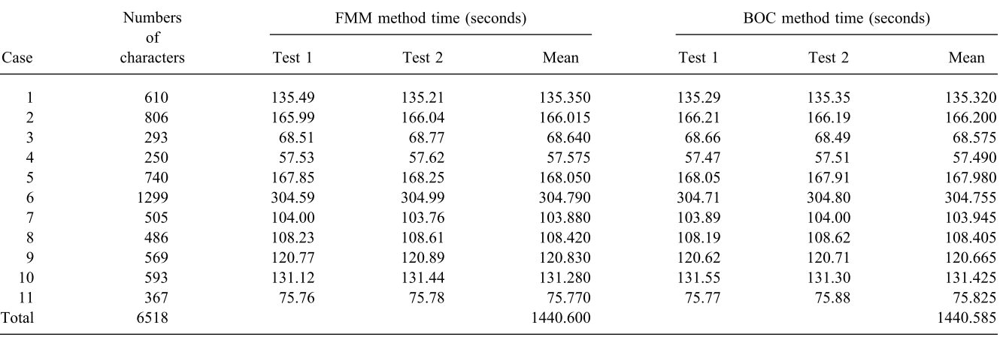 Numbers FMM method time (seconds) BOC method time (seconds)
of
Case characters Test 1 Test 2 Mean Test 1 Test 2 Mean
1 610 135.49 135.21 135.350 135.29 135.35 135.320
2 806 165.99 166.04 166.015 166.21 166.19 166.200
3 293 68.51 68.77 68.640 68.66 68.49 68.575
4 250 57.53 57.62 57.575 57.47 57.51 57.490
5 740 167.85 168.25 168.050 168.05 167.91 167.980
6 1299 304.59 304.99 304.790 304.71 304.80 304.755
7 505 104.00 103.76 103.880 103.89 104.00 103.945
8 486 108.23 108.61 108.420 108.19 108.62 108.405
9 569 120.77 120.89 120.830 120.62 120.71 120.665
10 593 131.12 131.44 131.280 131.55 131.30 131.425
11 367 75.76 75.78 75.770 75.77 75.88 75.825
Total 6518 1440.600 1440.585